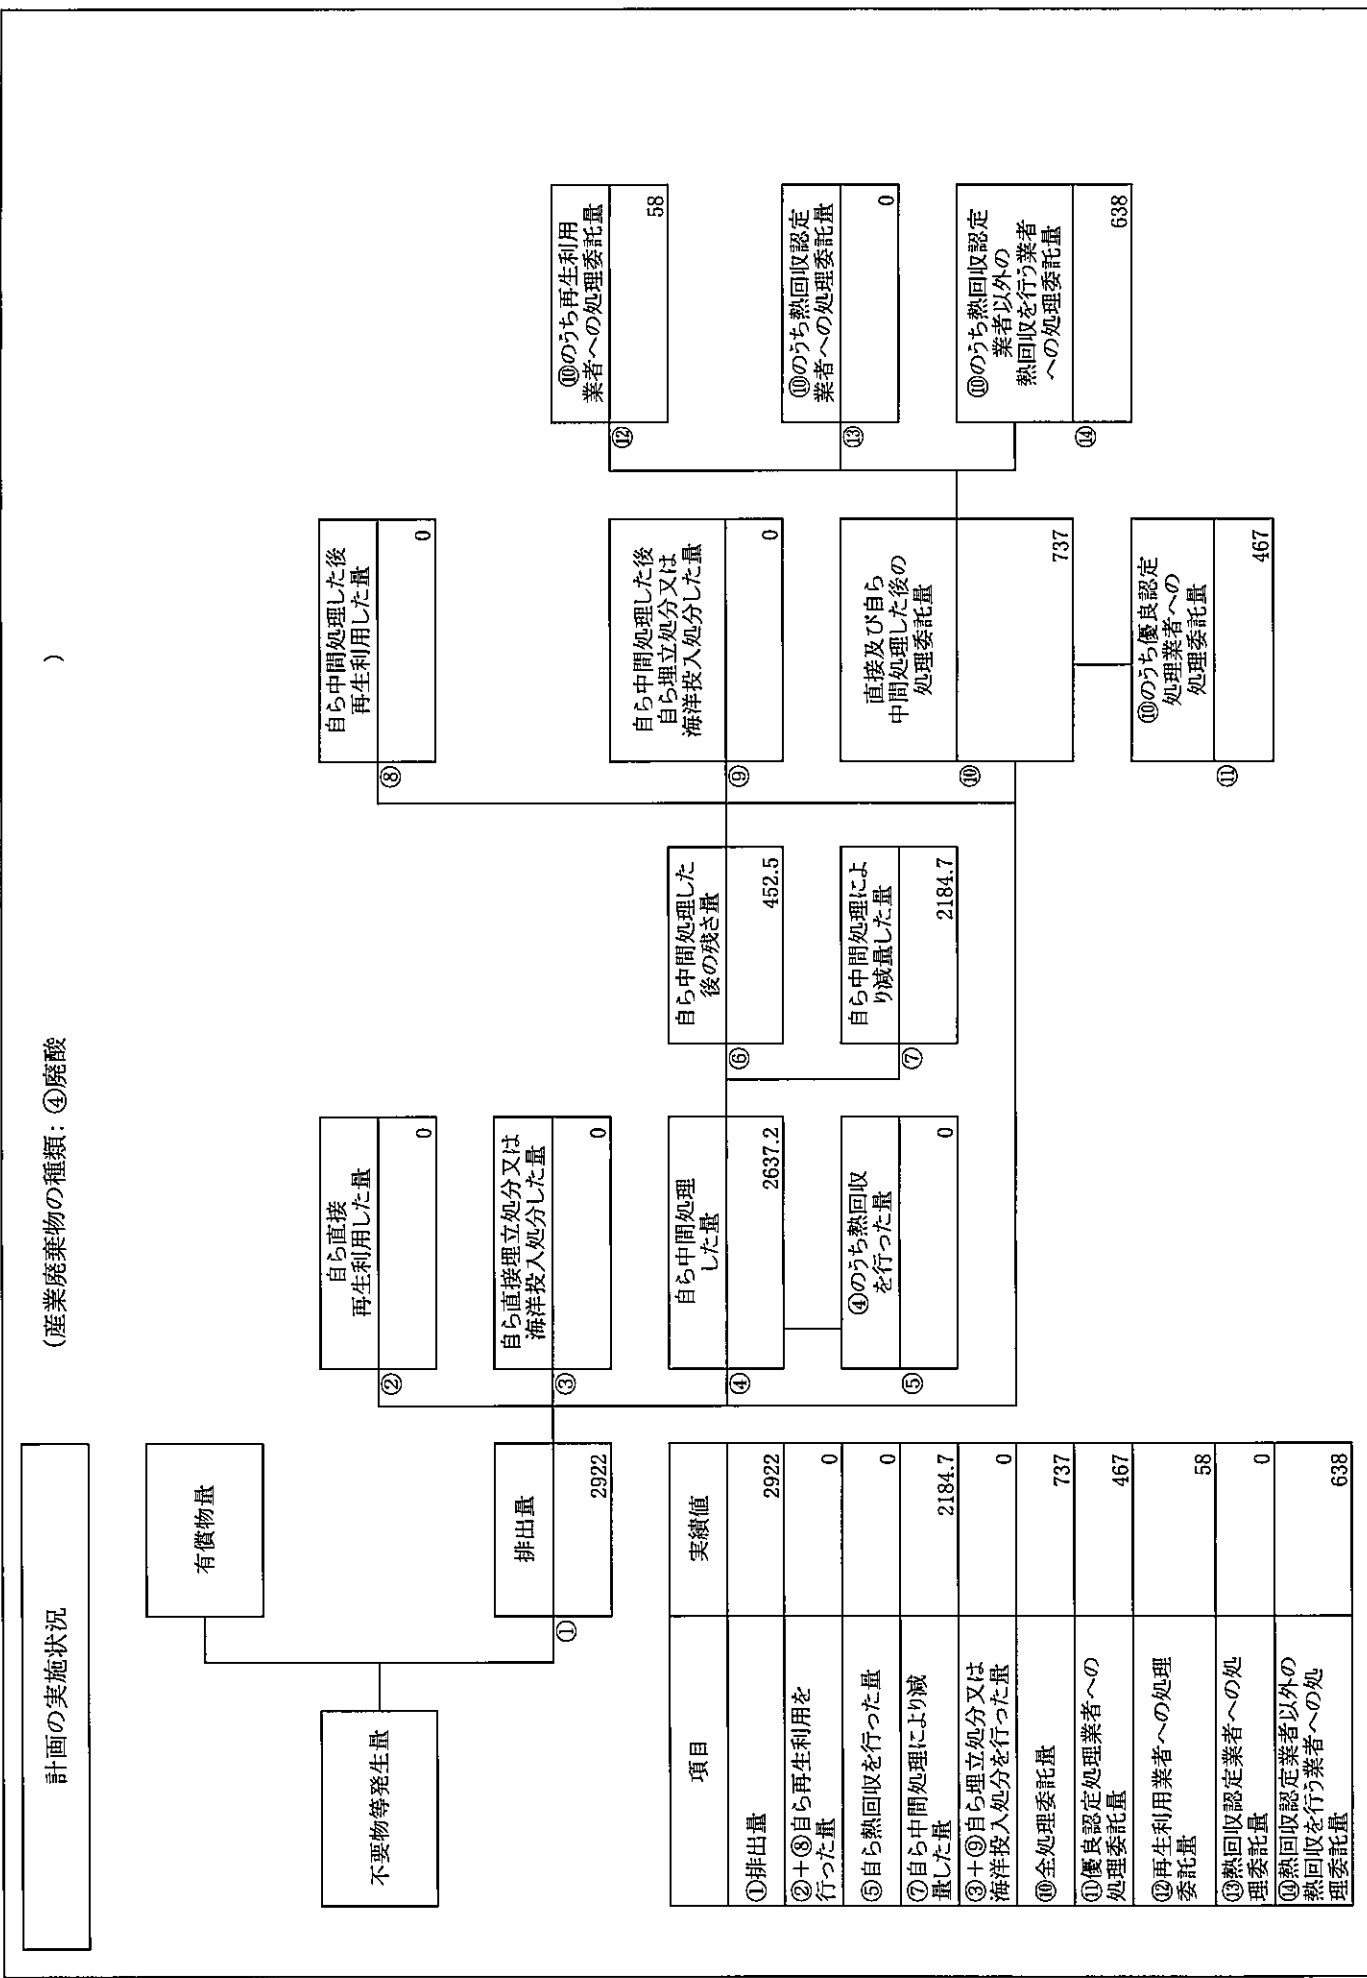 計画の実施状況
(産業廃棄物の種類: ④廃酸
)
不要物等発生量
有償物量
①
排出量
2922
②
自ら直接
再生利用した量
0
③
自ら直接埋立処分又は
海洋投入処分した量
0
④
自ら中間処理
した量
2637.2
⑤
④のうち熱回収
を行った量
0
⑥
自ら中間処理した
後の残さ量
452.5
⑦
自ら中間処理によ
り減量した量
2184.7
⑧
自ら中間処理した後
再生利用した量
0
⑨
自ら中間処理した後
自ら埋立処分又は
海洋投入処分した量
0
⑩
直接及び自ら
中間処理した後の
処理委託量
737
⑪
⑩のうち優良認定
処理業者への
処理委託量
467
⑫
⑩のうち再生利用
業者への処理委託量
58
⑬
⑩のうち熱回収認定
業者への処理委託量
0
⑭
⑩のうち熱回収認定
業者以外の
熱回収を行う業者
への処理委託量
638
項目 実績値
①排出量 2922
②+⑧自ら再生利用を
行った量 0
⑤自ら熱回収を行った量 0
⑦自ら中間処理により減
量した量 2184.7
③+⑨自ら埋立処分又は
海洋投入処分を行った量 0
⑩全処理委託量 737
⑪優良認定処理業者への
処理委託量 467
⑫再生利用業者への処理
委託量 58
⑬熱回収認定業者への処
理委託量 0
⑭熱回収認定業者以外の
熱回収を行う業者への処
理委託量 638